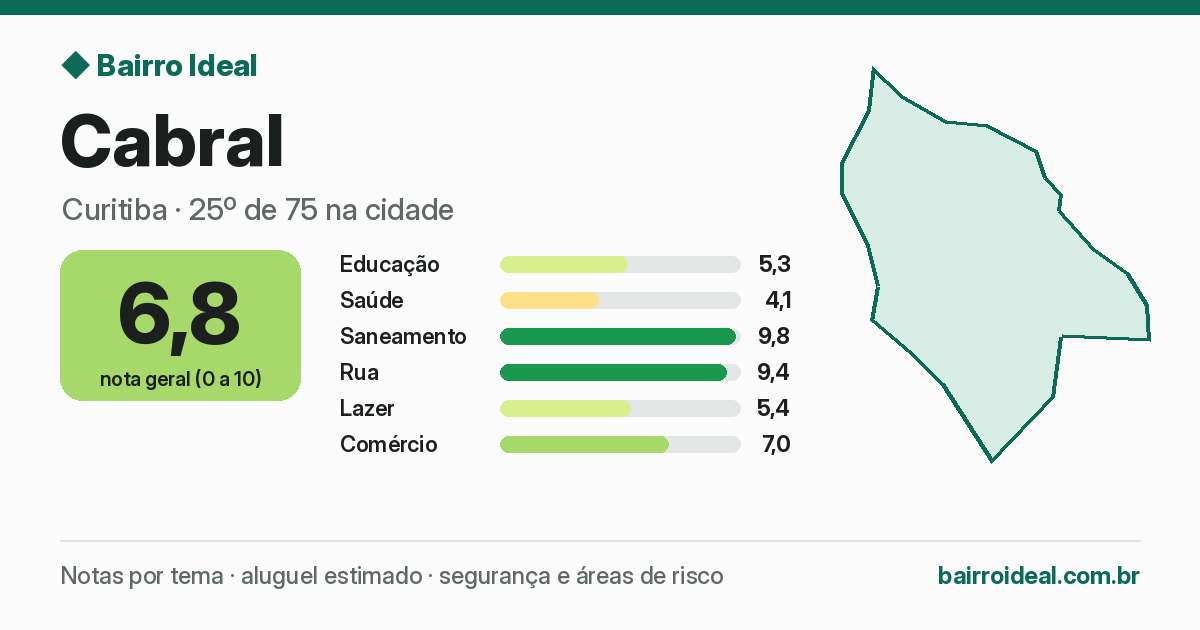 Bairro Ideal
Cabral
Curitiba · 25º de 75 na cidade
6,8
nota geral (0 a 10)
Educação 5,3
Saúde 4,1
Saneamento 9,8
Rua 9,4
Lazer 5,4
Comércio 7,0
Notas por tema · aluguel estimado · segurança e áreas de risco
bairroideal.com.br